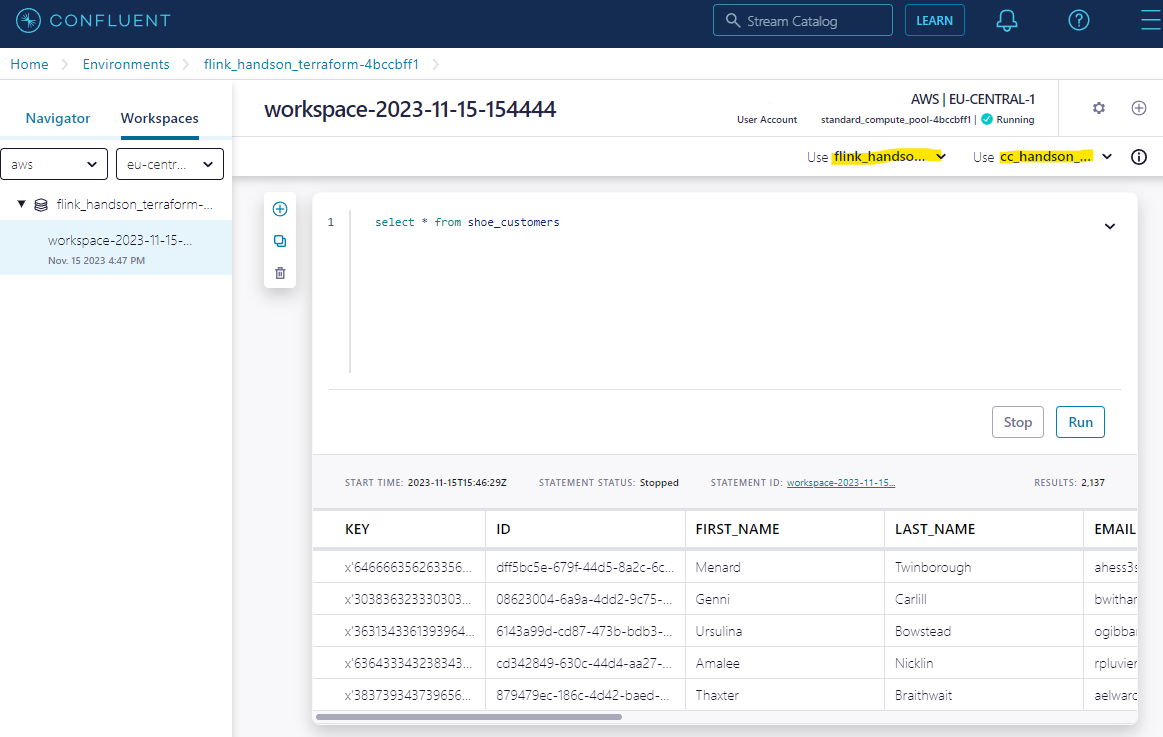 CONFLUENT
Stream Catalog
LEARN
Home
Environments
flink_handson_terraform-4bccbff1
Navigator
Workspaces
aws
eu-centr...
flink_handson_terraform-...
workspace-2023-11-15-...
Nov. 15 2023 4:47 PM
workspace-2023-11-15-154444
AWS | EU-CENTRAL-1
User Account
standard_compute_pool-4bccbff1 | Running
Use flink_handso...
Use cc_handson_...
1 select * from shoe_customers
Stop
Run
START TIME: 2023-11-15T15:46:29Z STATEMENT STATUS: Stopped STATEMENT ID: workspace-2023-11-15... RESULTS: 2,137
KEY ID FIRST_NAME LAST_NAME EMAIL
x'646666356263356... dff5bc5e-679f-44d5-8a2c-6c... Menard Twinborough ahess3s
x'303836323330303... 08623004-6a9a-4dd2-9c75-... Genni Carlill bwithar
x'3631343361393964... 6143a99d-cd87-473b-bdb3-... Ursulina Bowstead ogibba
x'636433343238343... cd342849-630c-44d4-aa27-... Amalee Nicklin rpluvier
x'383739343739656... 879479ec-186c-4d42-baed-... Thaxter Braithwait aelward